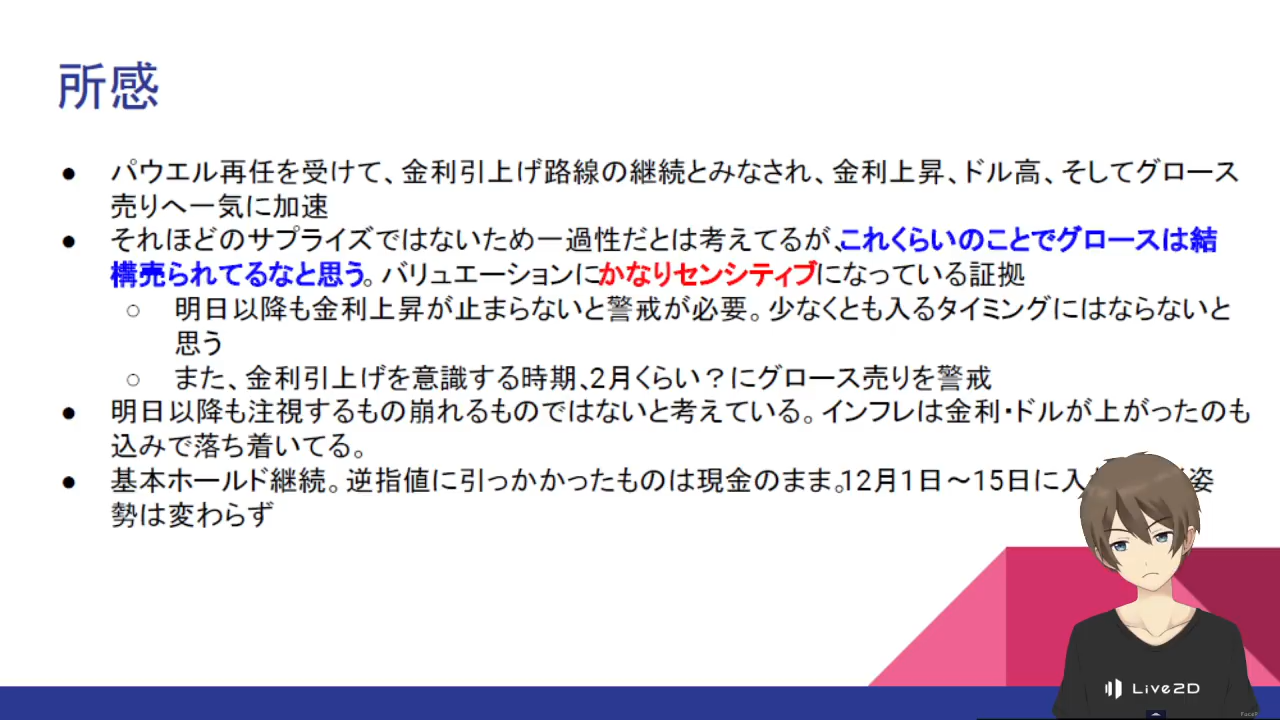 所感
● パウエル再任を受けて、金利引上げ路線の継続とみなされ、金利上昇、ドル高、そしてグロース
売りへ一気に加速
● それほどのサプライズではないため一過性だとは考えてるが、これくらいのことでグロースは結
構売られてるなと思う。バリュエーションにかなりセンシティブになっている証拠
○ 明日以降も金利上昇が止まらないと警戒が必要。少なくとも入るタイミングにはならないと
思う
○ また、金利引上げを意識する時期、2月くらい？にグロース売りを警戒
● 明日以降も注視するもの崩れるものではないと考えている。インフレは金利・ドルが上がったのも
込みで落ち着いてる。
● 基本ホールド継続。逆指値に引っかかったものは現金のまま。12月1日～15日に入 姿
勢は変わらず
Live2D